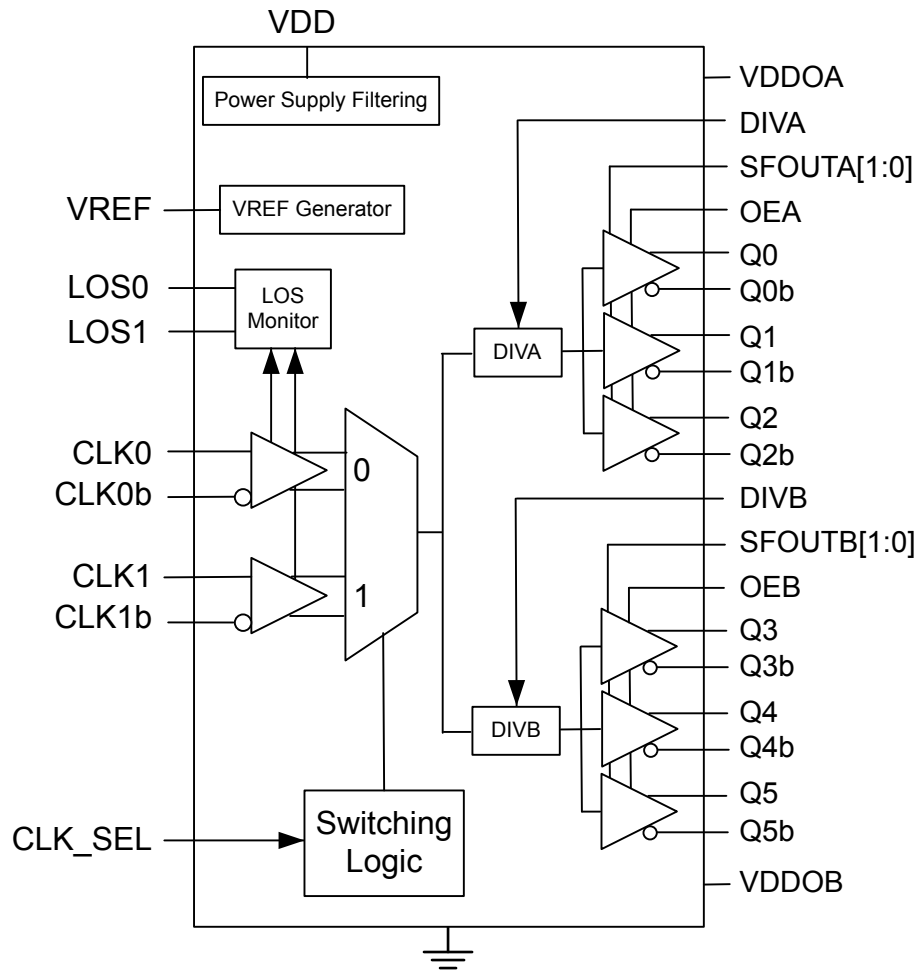 VDD
Power Supply Filtering
VREF
VREF Generator
LOS0
LOS1
LOS
Monitor
CLK0
CLK0b
CLK1
CLK1b
0
1
CLK_SEL
Switching
Logic
DIVA
DIVB
VDDOA
DIVA
SFOUTA[1:0]
OEA
Q0
Q0b
Q1
Q1b
Q2
Q2b
DIVB
SFOUTB[1:0]
OEB
Q3
Q3b
Q4
Q4b
Q5
Q5b
VDDOB